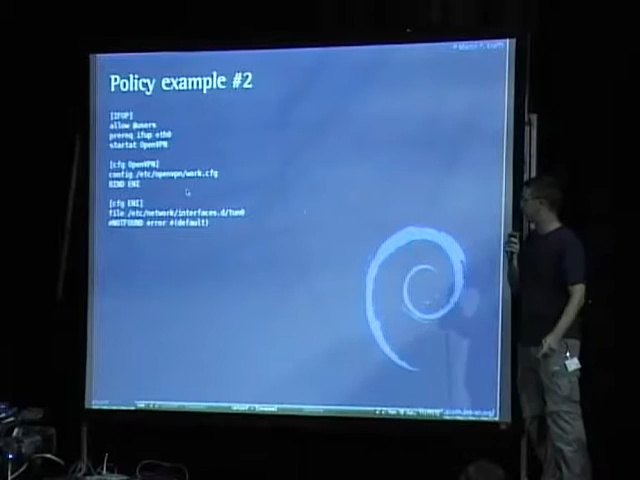 Policy example #2
[IFUP]
allow @users
prereq ifup eth0
startat OpenVPN
[cfg OpenVPN]
config /etc/openvpn/work.cfg
BIND ENI
[cfg ENI]
file /etc/network/interfaces.d/tun0
#NOTFOUND error #(default)